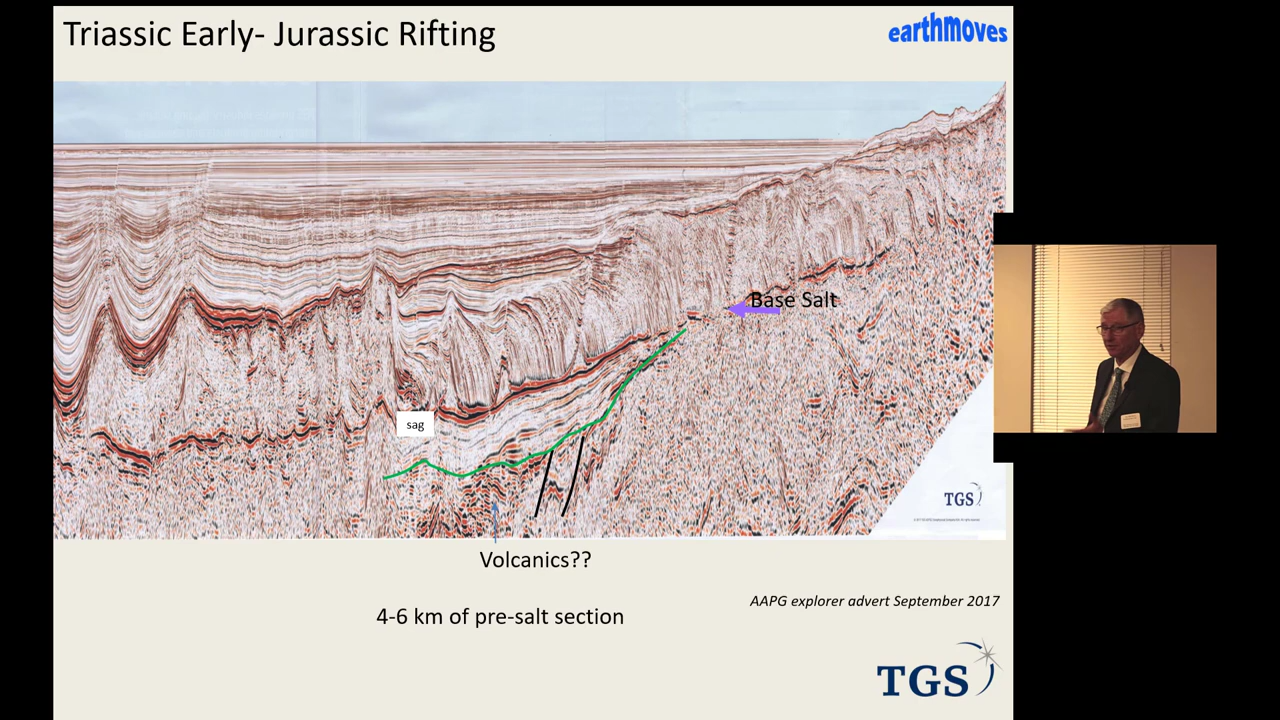 Triassic Early- Jurassic Rifting
earthmoves
Base Salt
sag
TGS
Volcanics??
4-6 km of pre-salt section
AAPG explorer advert September 2017
TGS